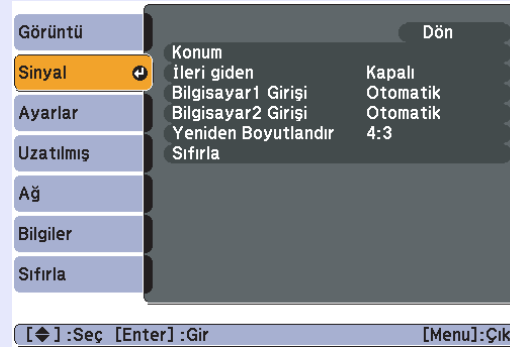 Görüntü
Sinyal
Ayarlar
Uzatılmış
Ağ
Bilgiler
Sıfırla
Dön
Konum
İleri giden Kapalı
Bilgisayar1 Girişi Otomatik
Bilgisayar2 Girişi Otomatik
Yeniden Boyutlandır 4:3
Sıfırla
[◆] :Seç [Enter] :Gir [Menu]:Çık